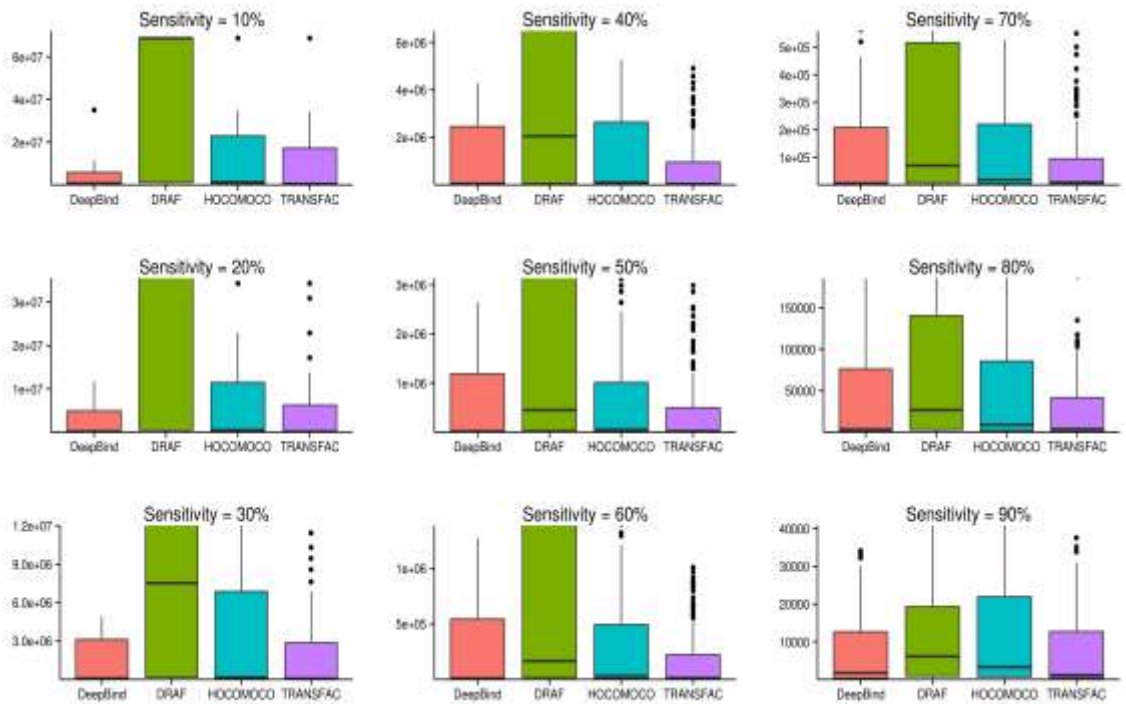 Sensitivity = 10%
6e+07
4e+07
2e+07
DeepBind DRAF HOCOMOCO TRANSFAC
Sensitivity = 40%
6e+06
4e+06
2e+06
DeepBind DRAF HOCOMOCO TRANSFAC
Sensitivity = 70%
5e+05
4e+05
3e+05
2e+05
1e+05
DeepBind DRAF HOCOMOCO TRANSFAC
Sensitivity = 20%
3e+07
2e+07
1e+07
DeepBind DRAF HOCOMOCO TRANSFAC
Sensitivity = 50%
3e+06
2e+06
1e+06
DeepBind DRAF HOCOMOCO TRANSFAC
Sensitivity = 80%
150000
100000
50000
DeepBind DRAF HOCOMOCO TRANSFAC
Sensitivity = 30%
1.2e+07
9.0e+06
6.0e+06
3.0e+06
DeepBind DRAF HOCOMOCO TRANSFAC
Sensitivity = 60%
1e+06
5e+05
DeepBind DRAF HOCOMOCO TRANSFAC
Sensitivity = 90%
40000
30000
20000
10000
DeepBind DRAF HOCOMOCO TRANSFAC